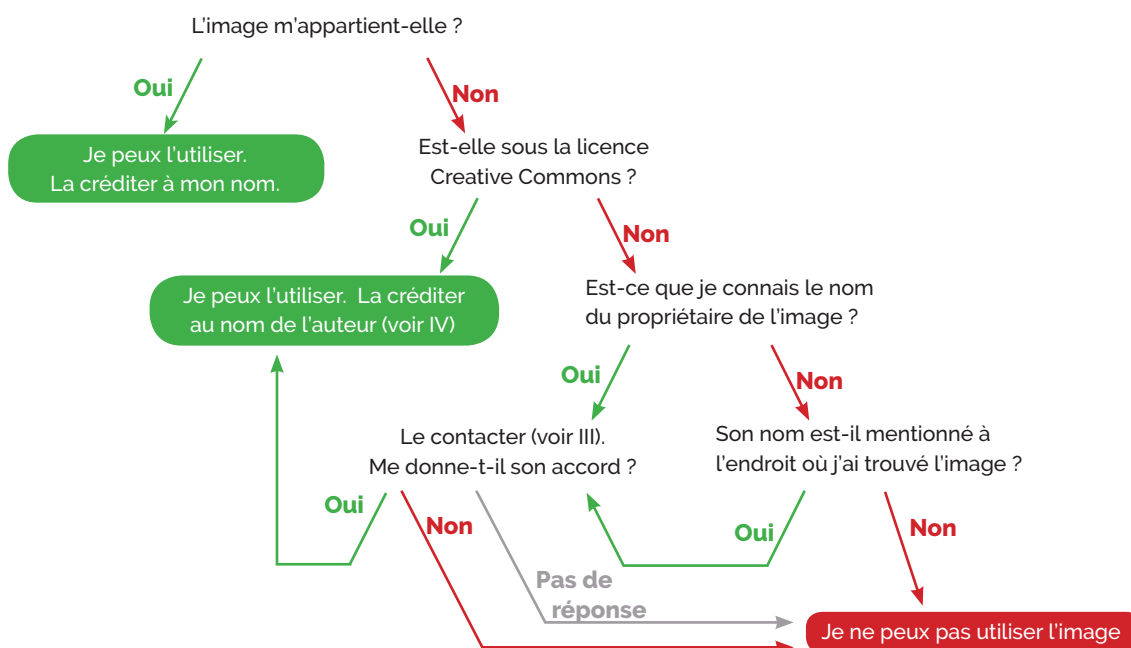 L'image m'appartient-elle ?
Oui
Non
Je peux l'utiliser.
La créditer à mon nom.
Est-elle sous la licence
Creative Commons ?
Oui
Non
Je peux l'utiliser.  La créditer
au nom de l'auteur (voir IV)
Est-ce que je connais le nom
du propriétaire de l'image ?
Oui
Non
Le contacter (voir III).
Me donne-t-il son accord ?
Son nom est-il mentionné à
l'endroit où j'ai trouvé l'image ?
Oui
Non
Pas de
réponse
Oui
Non
Je ne peux pas utiliser l'image